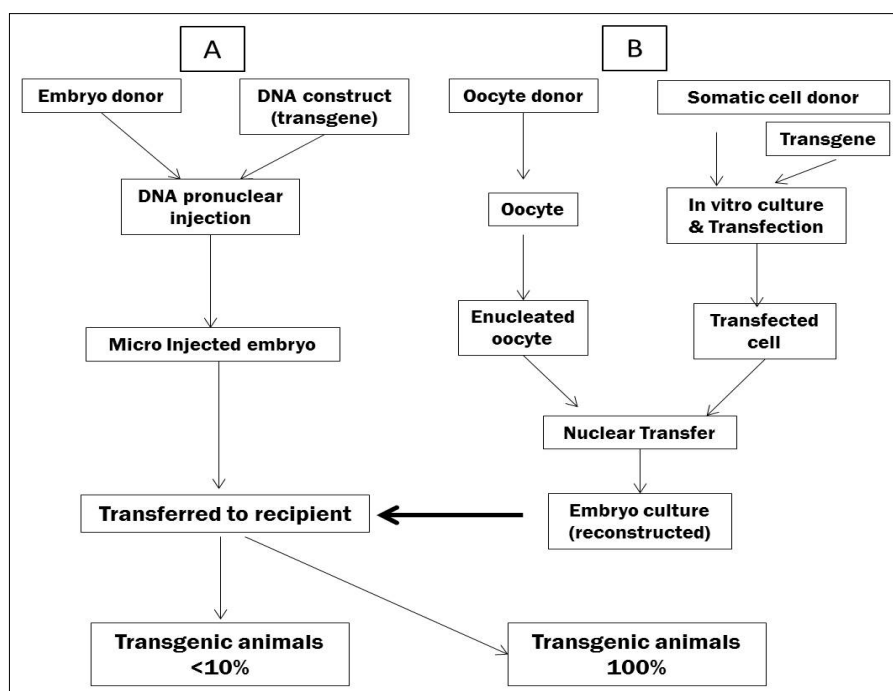 A
Embryo donor
DNA construct
(transgene)
DNA pronuclear
injection
Micro Injected embryo
Transferred to recipient
Transgenic animals
<10%
B
Oocyte donor
Somatic cell donor
Transgene
Oocyte
In vitro culture
& Transfection
Enucleated
oocyte
Transfected
cell
Nuclear Transfer
Embryo culture
(reconstructed)
Transgenic animals
100%